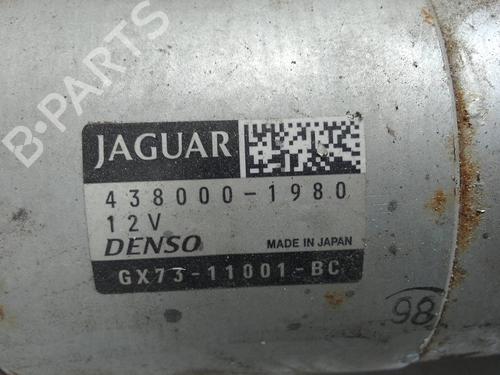 B-PARTS
JAGUAR
438000-1980
12V
DENSO
MADE IN JAPAN
GX73-11001-BC
98